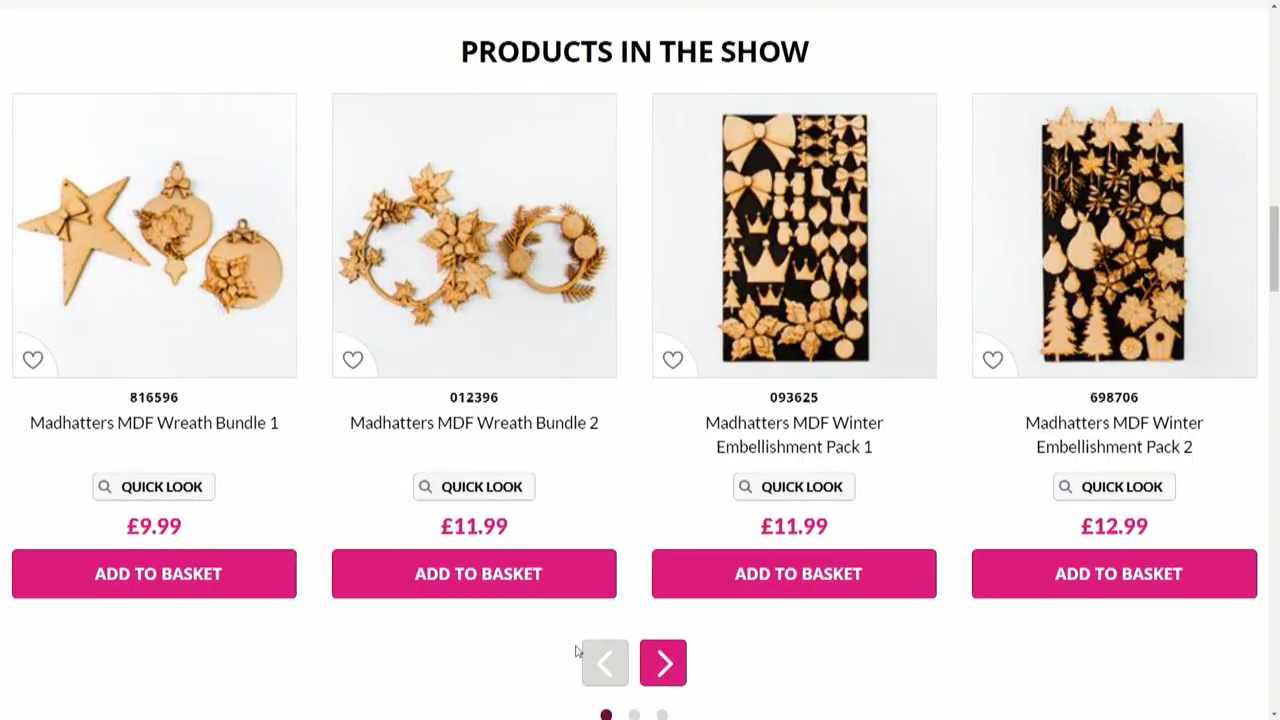 PRODUCTS IN THE SHOW
816596
Madhatters MDF Wreath Bundle 1
QUICK LOOK
£9.99
ADD TO BASKET
012396
Madhatters MDF Wreath Bundle 2
QUICK LOOK
£11.99
ADD TO BASKET
093625
Madhatters MDF Winter
Embellishment Pack 1
QUICK LOOK
£11.99
ADD TO BASKET
698706
Madhatters MDF Winter
Embellishment Pack 2
QUICK LOOK
£12.99
ADD TO BASKET